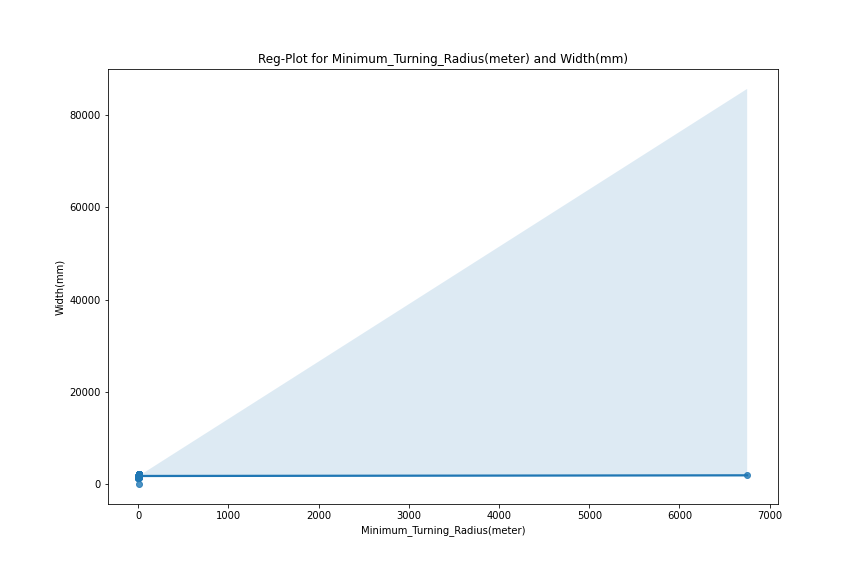 Reg-Plot for Minimum_Turning_Radius(meter) and Width(mm)
80000
60000
40000
20000
0
Width(mm)
0 1000 2000 3000 4000 5000 6000 7000
Minimum_Turning_Radius(meter)